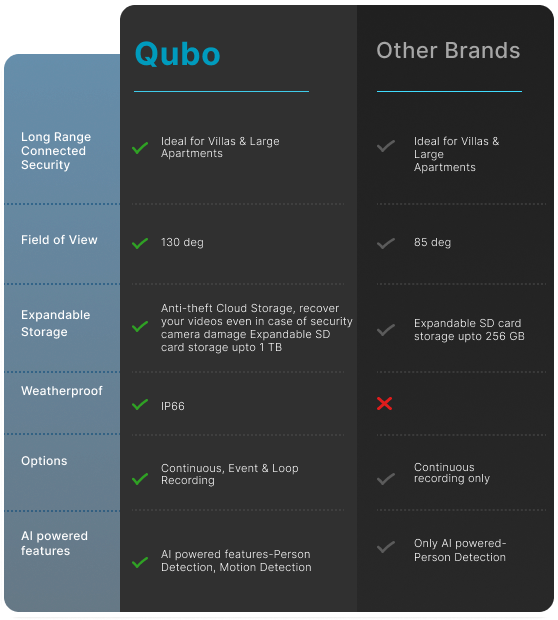 Qubo
Other Brands
Long Range
Connected
Security
Ideal for Villas & Large
Apartments
Ideal for Villas &
Large
Apartments
Field of View
130 deg
85 deg
Expandable
Storage
Anti-theft Cloud Storage, recover
your videos even in case of security
camera damage Expandable SD
card storage upto 1 TB
Expandable SD card
storage upto 256 GB
Weatherproof
IP66
Options
Continuous, Event & Loop
Recording
Continuous
recording only
AI powered
features
AI powered features-Person
Detection, Motion Detection
Only AI powered-
Person Detection